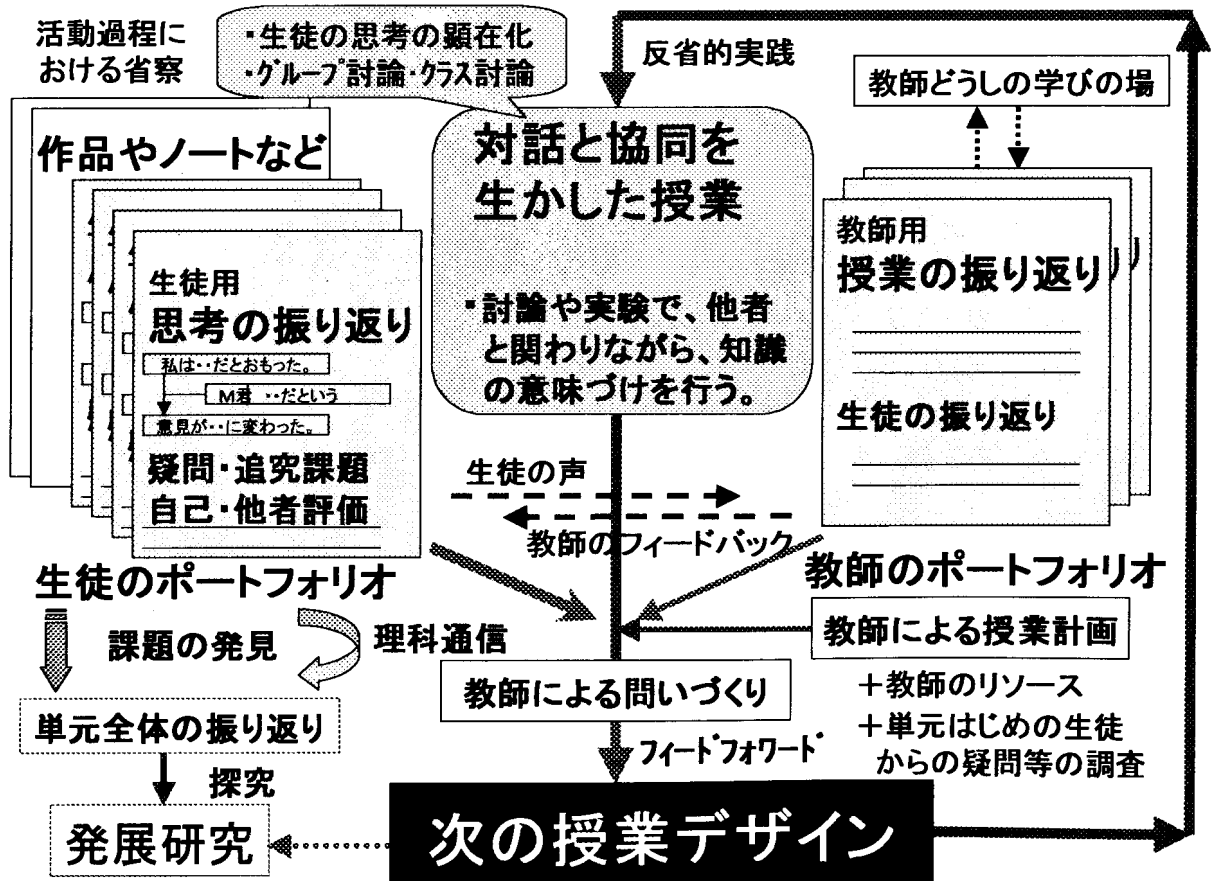 活動過程に
おける省察
・生徒の思考の顕在化
・グループ討論・クラス討論
反省的実践
教師どうしの学びの場
作品やノートなど
対話と協同を
生かした授業
・討論や実験で、他者
と関わりながら、知識
の意味づけを行う。
生徒用
思考の振り返り
私は・・だとおもった。
M君 ・・だという
意見が・・に変わった。
疑問・追究課題
自己・他者評価
教師用
授業の振り返り
り
生徒の振り返り
生徒の声
教師のフィードバック
生徒のポートフォリオ
教師のポートフォリオ
課題の発見
理科通信
教師による授業計画
+教師のリソース
+単元はじめの生徒
からの疑問等の調査
教師による問いづくり
単元全体の振り返り
フィードフォワード
探究
発展研究
次の授業デザイン